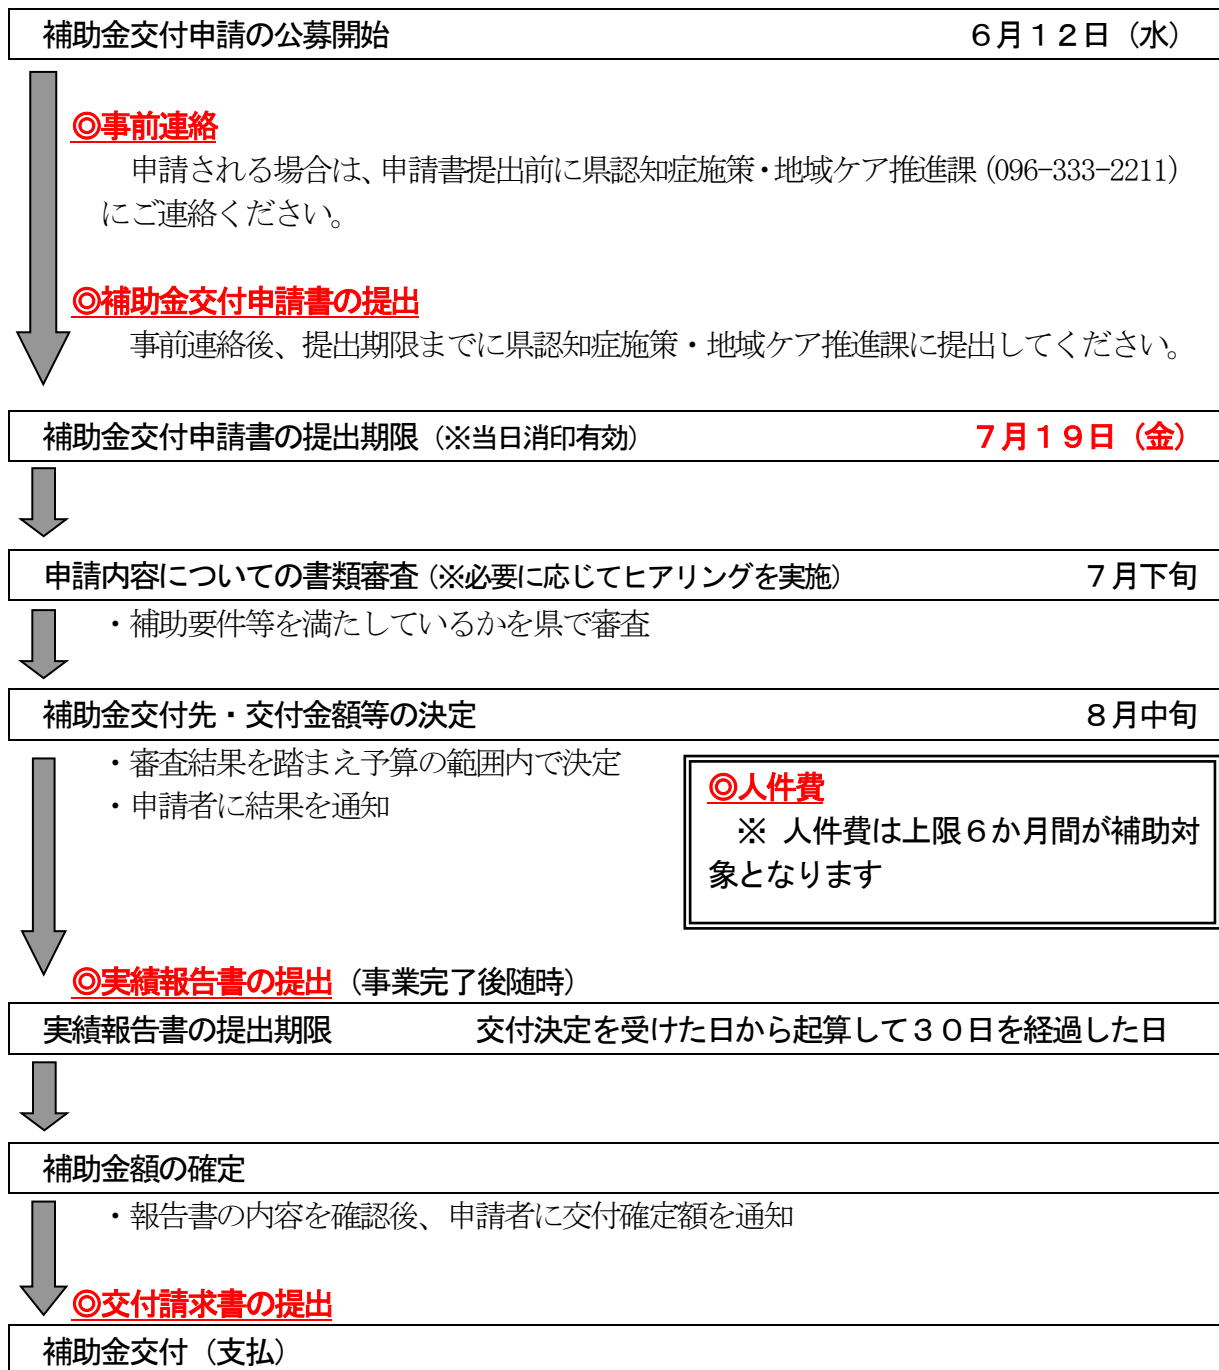 補助金交付申請の公募開始 6月12日（水）
◎事前連絡
申請される場合は、申請書提出前に県認知症施策・地域ケア推進課（096-333-2211）
にご連絡ください。
◎補助金交付申請書の提出
事前連絡後、提出期限までに県認知症施策・地域ケア推進課に提出してください。
補助金交付申請書の提出期限（※当日消印有効） 7月19日（金）
申請内容についての書類審査（※必要に応じてヒアリングを実施） 7月下旬
・補助要件等を満たしているかを県で審査
補助金交付先・交付金額等の決定 8月中旬
・審査結果を踏まえ予算の範囲内で決定
・申請者に結果を通知
◎人件費
※ 人件費は上限6か月間が補助対
象となります
◎実績報告書の提出（事業完了後随時）
実績報告書の提出期限 交付決定を受けた日から起算して30日を経過した日
補助金額の確定
・報告書の内容を確認後、申請者に交付確定額を通知
◎交付請求書の提出
補助金交付（支払）